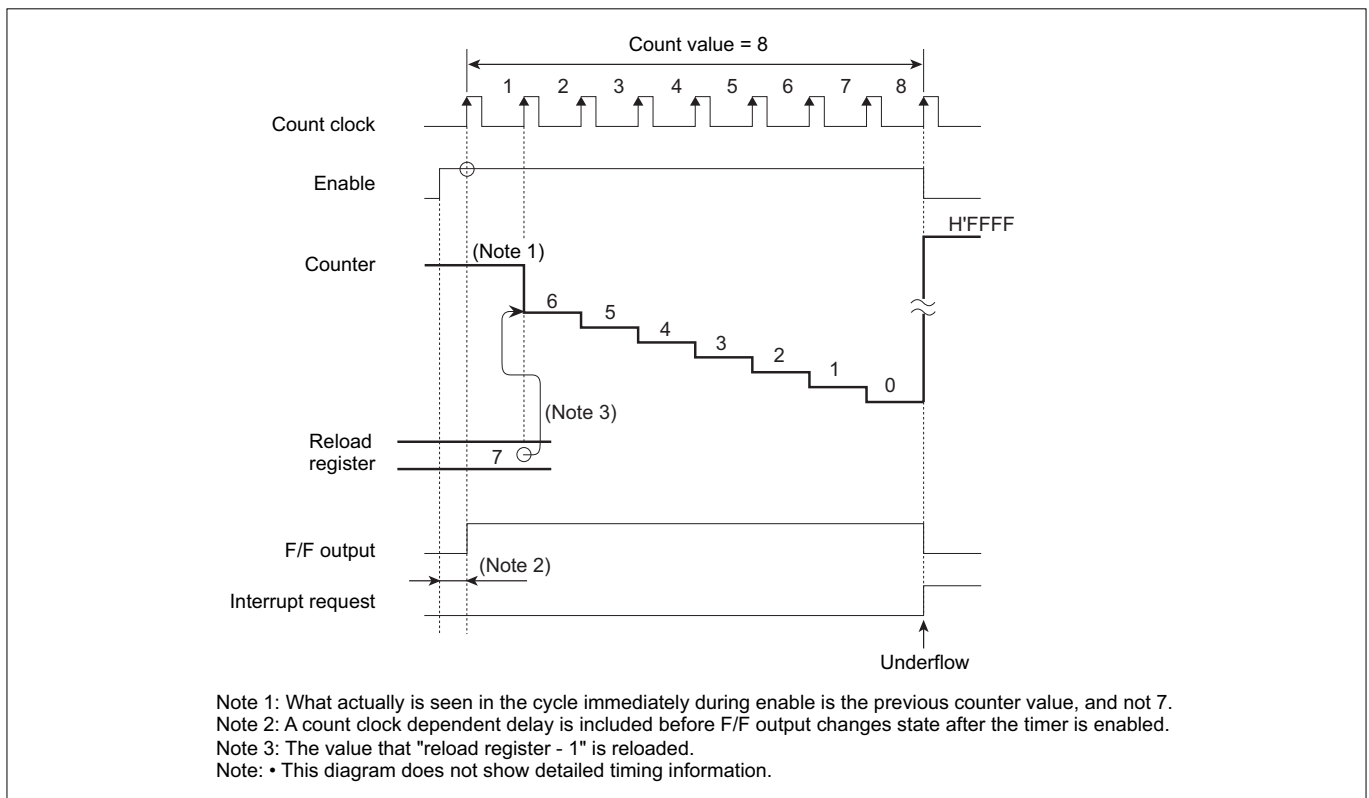 Count value = 8
1 2 3 4 5 6 7 8
Count clock
Enable
H'FFFF
(Note 1)
Counter
6
5
4
3
2
1
0
(Note 3)
Reload
register
7
F/F output
(Note 2)
Interrupt request
Underflow
Note 1: What actually is seen in the cycle immediately during enable is the previous counter value, and not 7.
Note 2: A count clock dependent delay is included before F/F output changes state after the timer is enabled.
Note 3: The value that "reload register - 1" is reloaded.
Note: • This diagram does not show detailed timing information.